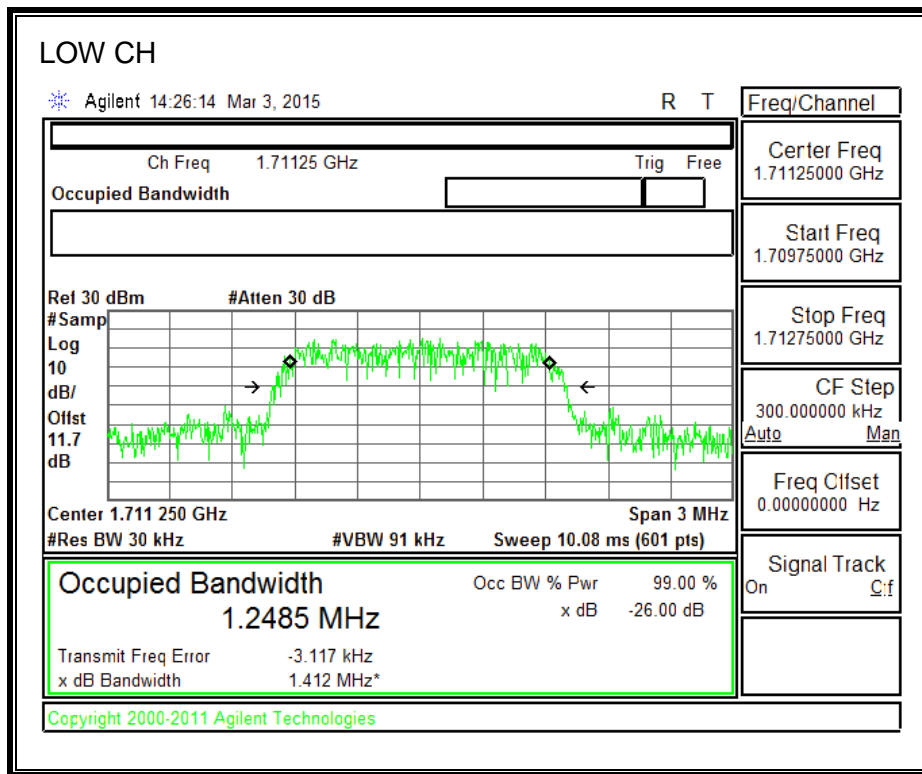 LOW CH
Agilent 14:26:14 Mar 3, 2015 R T
Freq/Channel
Ch Freq 1.71125 GHz Trig Free
Occupied Bandwidth
Center Freq
1.71125000 GHz
Start Freq
1.70975000 GHz
Stop Freq
1.71275000 GHz
CF Step
300.000000 kHz
Auto Man
Freq Offset
0.00000000 Hz
Signal Track
On Off
Ref 30 dBm #Atten 30 dB
#Samp
Log
10
dB/
Offst
11.7
dB
Center 1.711 250 GHz Span 3 MHz
#Res BW 30 kHz #VBW 91 kHz Sweep 10.08 ms (601 pts)
Occupied Bandwidth
1.2485 MHz
Occ BW % Pwr 99.00 %
x dB -26.00 dB
Transmit Freq Error -3.117 kHz
x dB Bandwidth 1.412 MHz*
Copyright 2000-2011 Agilent Technologies